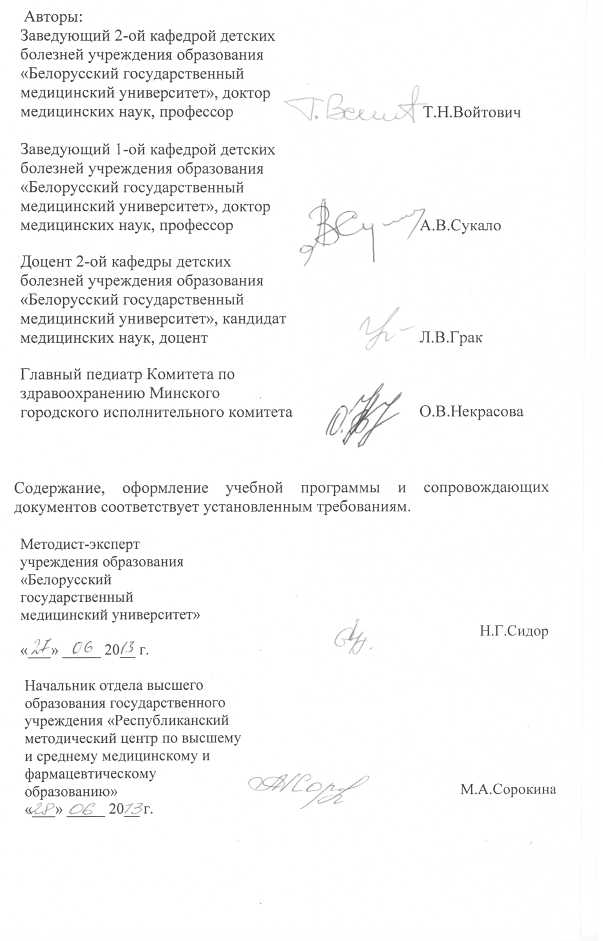 Авторы:
Заведующий 2-ой кафедрой детских
болезней учреждения образования
«Белорусский государственный
медицинский университет», доктор
медицинских наук, профессор Т.Н.Войтович
Заведующий 1-ой кафедрой детских
болезней учреждения образования
«Белорусский государственный
медицинский университет», доктор
медицинских наук, профессор А.В.Сукало
Доцент 2-ой кафедры детских
болезней учреждения образования
«Белорусский государственный
медицинский университет», кандидат
медицинских наук, доцент Л.В.Грак
Главный педиатр Комитета по
здравоохранению Минского
городского исполнительного комитета О.В.Некрасова
Содержание, оформление учебной программы и сопровождающих
документов соответствует установленным требованиям.
Методист-эксперт
учреждения образования
«Белорусский
государственный
медицинский университет»
Н.Г.Сидор
«27» 06 2013 г.
Начальник отдела высшего
образования государственного
учреждения «Республиканский
методический центр по высшему
и среднему медицинскому и
фармацевтическому
образованию» М.А.Сорокина
«28» 06 2013 г.